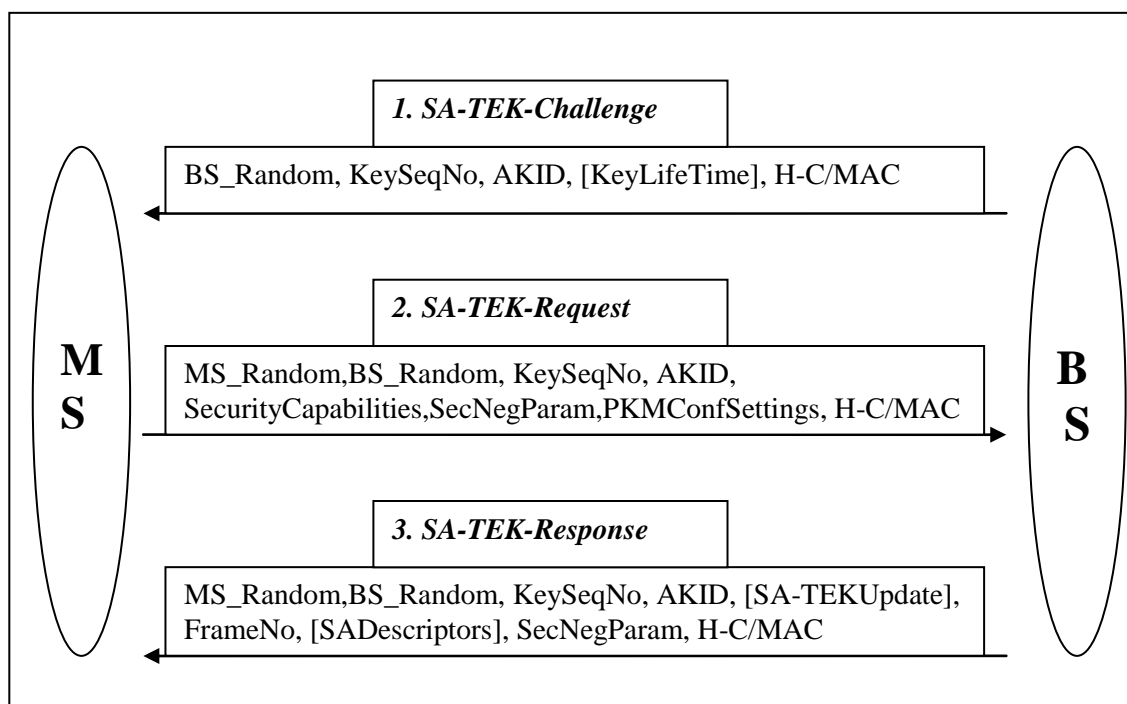 1. SA-TEK-Challenge
BS_Random, KeySeqNo, AKID, [KeyLifeTime], H-C/MAC
2. SA-TEK-Request
MS_Random,BS_Random, KeySeqNo, AKID,
SecurityCapabilities,SecNegParam,PKMConfSettings, H-C/MAC
M
S
B
S
3. SA-TEK-Response
MS_Random,BS_Random, KeySeqNo, AKID, [SA-TEKUpdate],
FrameNo, [SADescriptors], SecNegParam, H-C/MAC